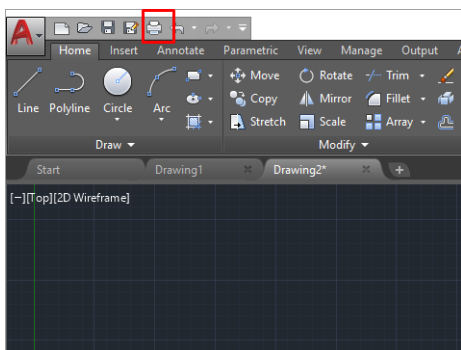 A
Home Insert Annotate Parametric View Manage Output
Line Polyline Circle Arc
Move Rotate Trim
Copy Mirror Fillet
Stretch Scale Array
Draw Modify
Start Drawing1 Drawing2*
[−][Top][2D Wireframe]